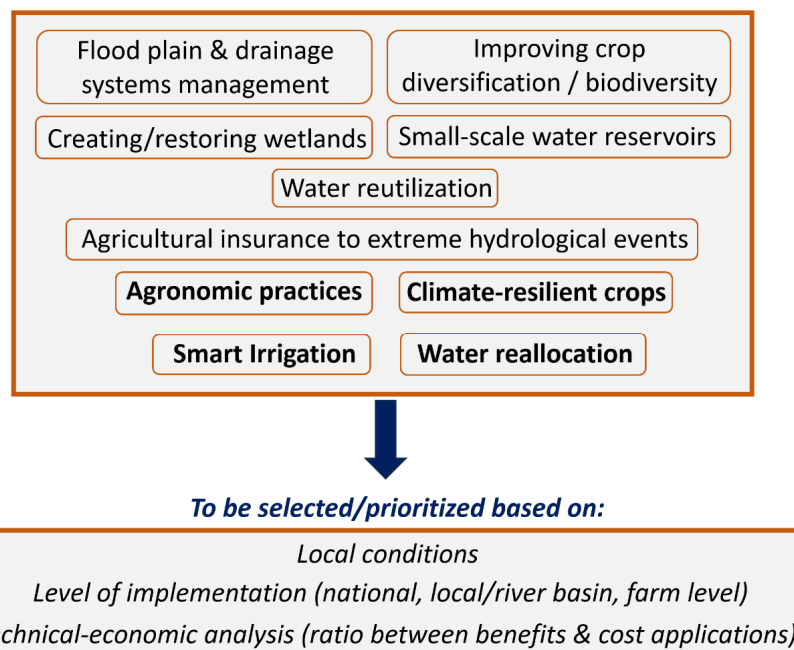 Flood plain & drainage
systems management
Improving crop
diversification / biodiversity
Creating/restoring wetlands
Small-scale water reservoirs
Water reutilization
Agricultural insurance to extreme hydrological events
Agronomic practices
Climate-resilient crops
Smart Irrigation
Water reallocation
To be selected/prioritized based on:
Local conditions
Level of implementation (national, local/river basin, farm level)
chnical-economic analysis (ratio between benefits & cost applications)